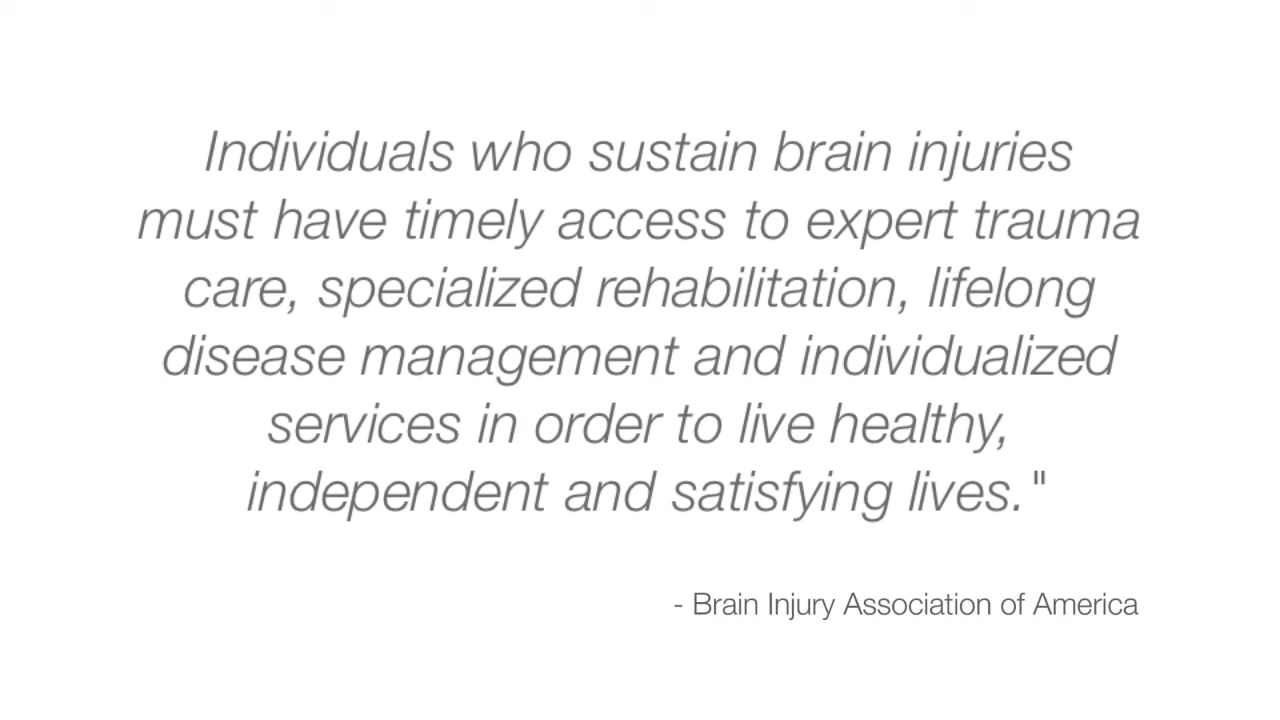 Individuals who sustain brain injuries
must have timely access to expert trauma
care, specialized rehabilitation, lifelong
disease management and individualized
services in order to live healthy,
independent and satisfying lives."
- Brain Injury Association of America